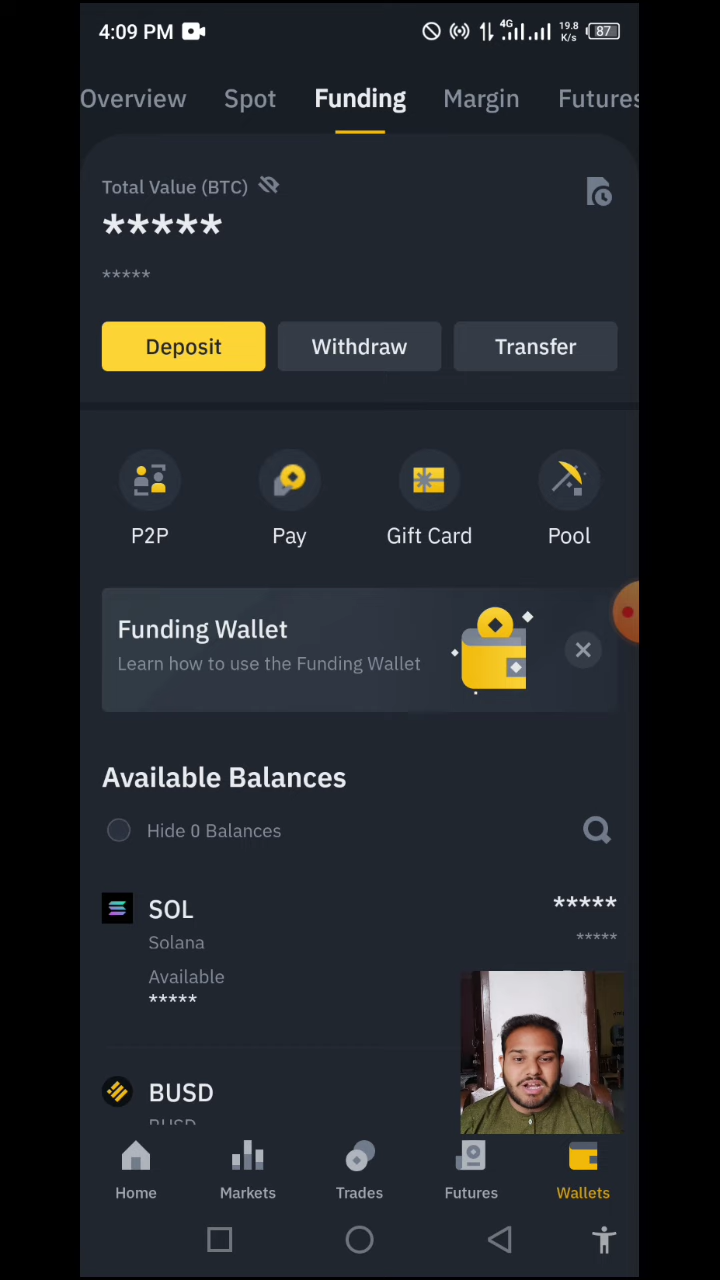 4:09 PM 4G 19.8 K/s 87
Overview Spot Funding Margin Futures
Total Value (BTC)
*****
*****
Deposit Withdraw Transfer
P2P Pay Gift Card Pool
Funding Wallet
Learn how to use the Funding Wallet
Available Balances
Hide 0 Balances
SOL *****
Solana *****
Available
*****
BUSD
BUSD
Home Markets Trades Futures Wallets